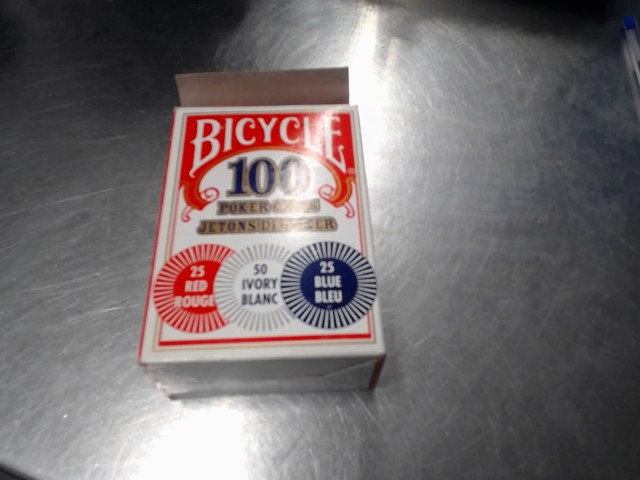 BICYCLE
100
POKER CHIPS
JETONS DE POKER
25
RED
ROUGE
50
IVORY
BLANC
25
BLUE
BLEU